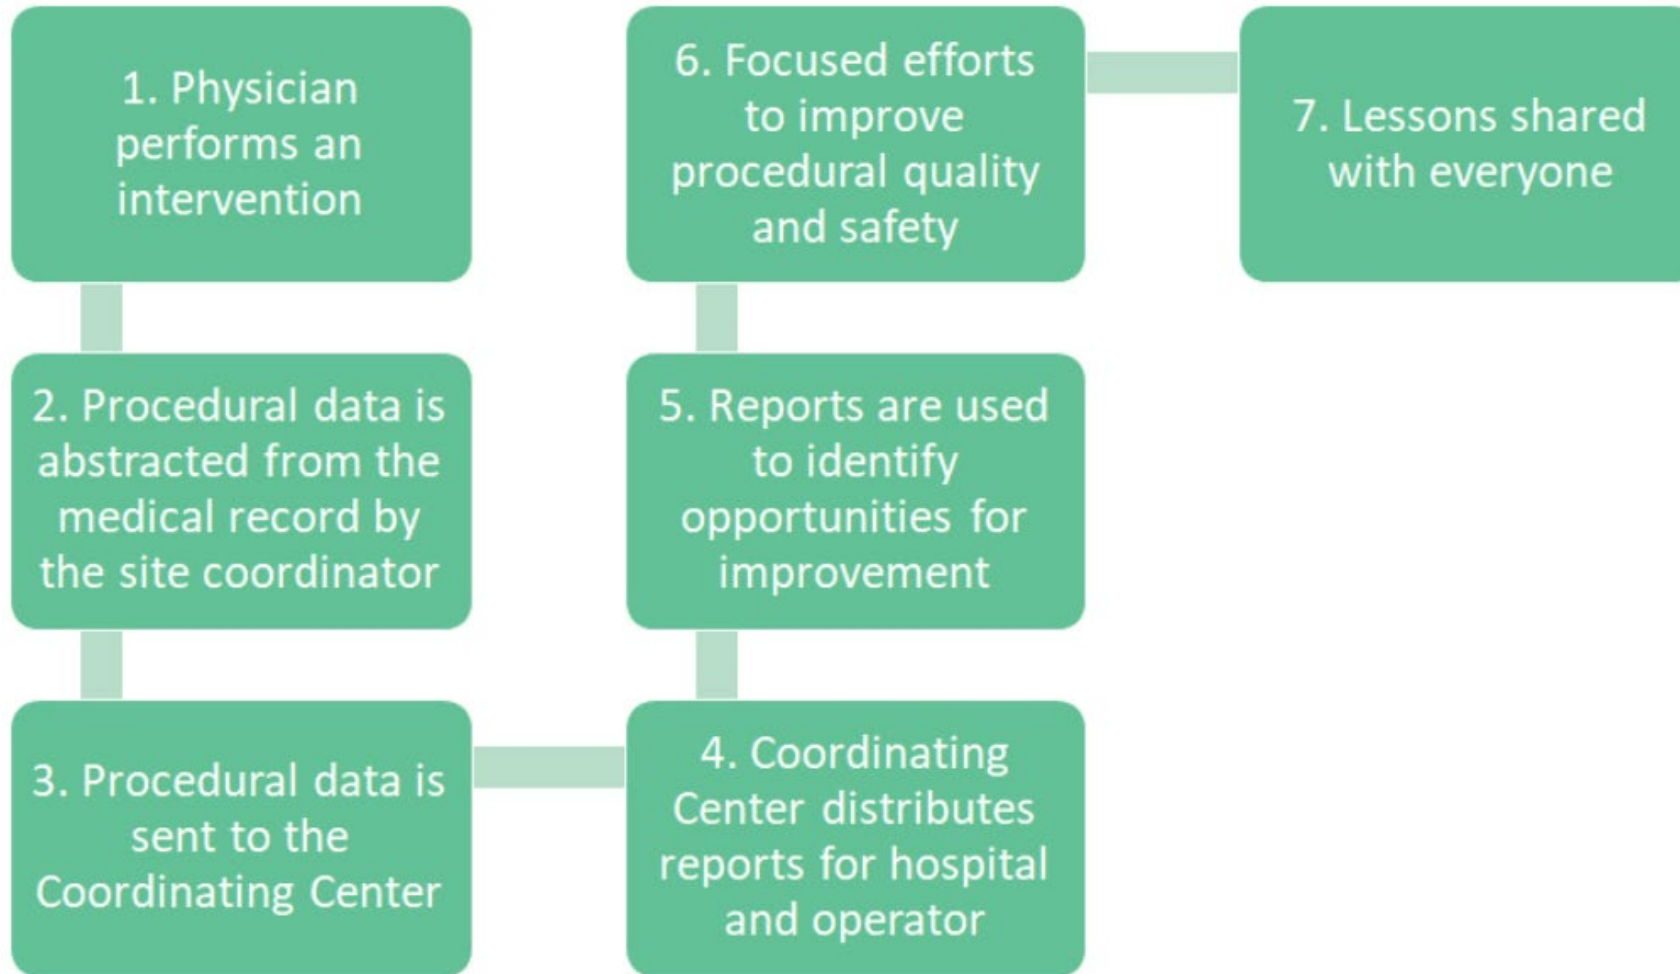 1. Physician
performs an
intervention
2. Procedural data is
abstracted from the
medical record by
the site coordinator
3. Procedural data is
sent to the
Coordinating Center
4. Coordinating
Center distributes
reports for hospital
and operator
5. Reports are used
to identify
opportunities for
improvement
6. Focused efforts
to improve
procedural quality
and safety
7. Lessons shared
with everyone